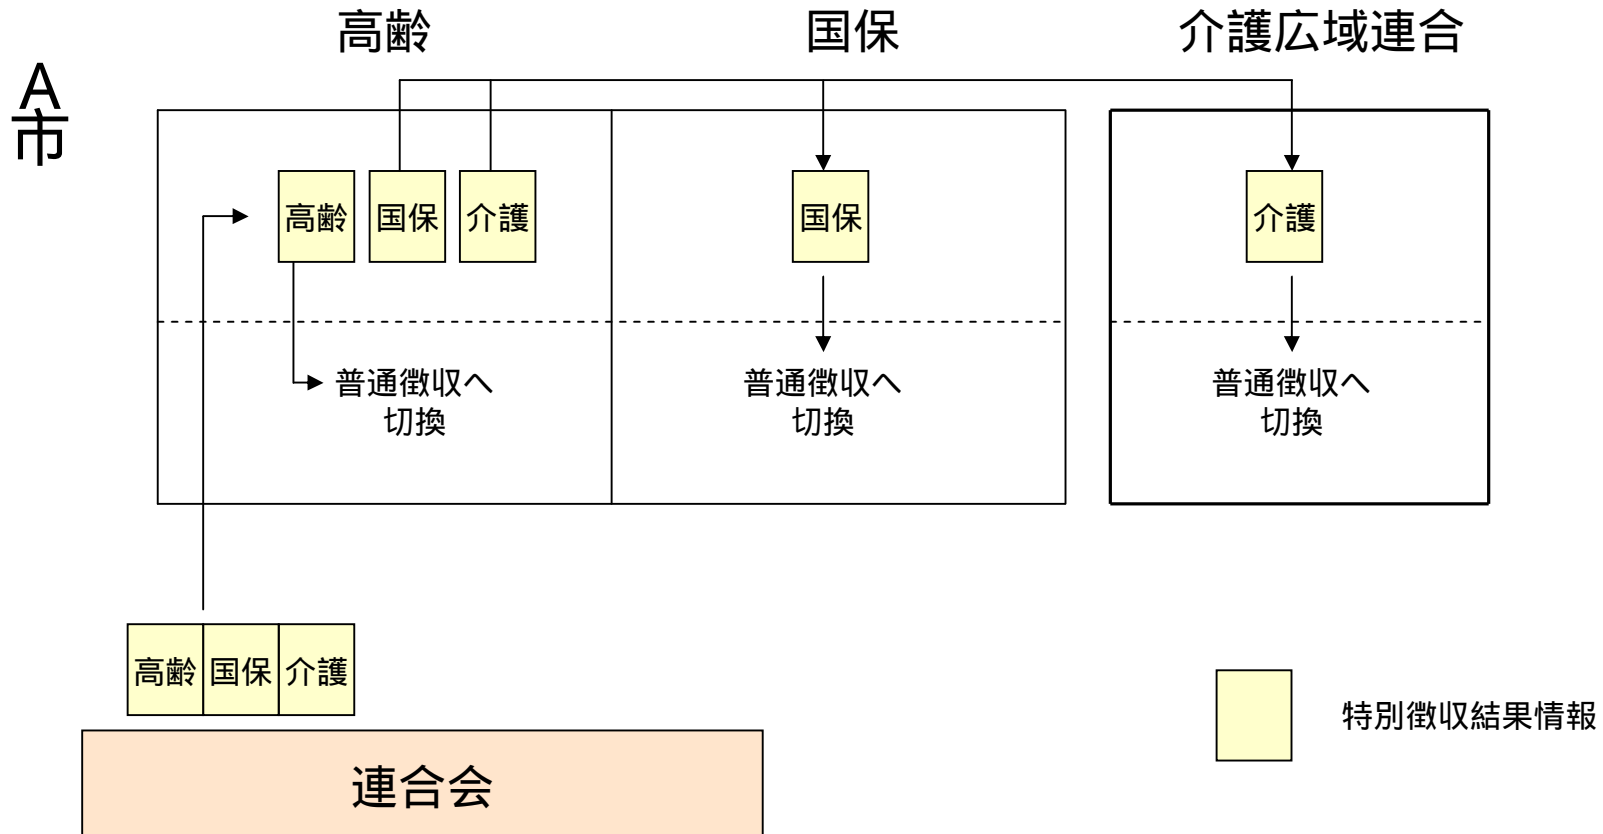 高齢
国保
介護広域連合
A市
高齢
国保
介護
国保
介護
普通徴収へ
切換
普通徴収へ
切換
普通徴収へ
切換
高齢
国保
介護
特別徴収結果情報
連合会